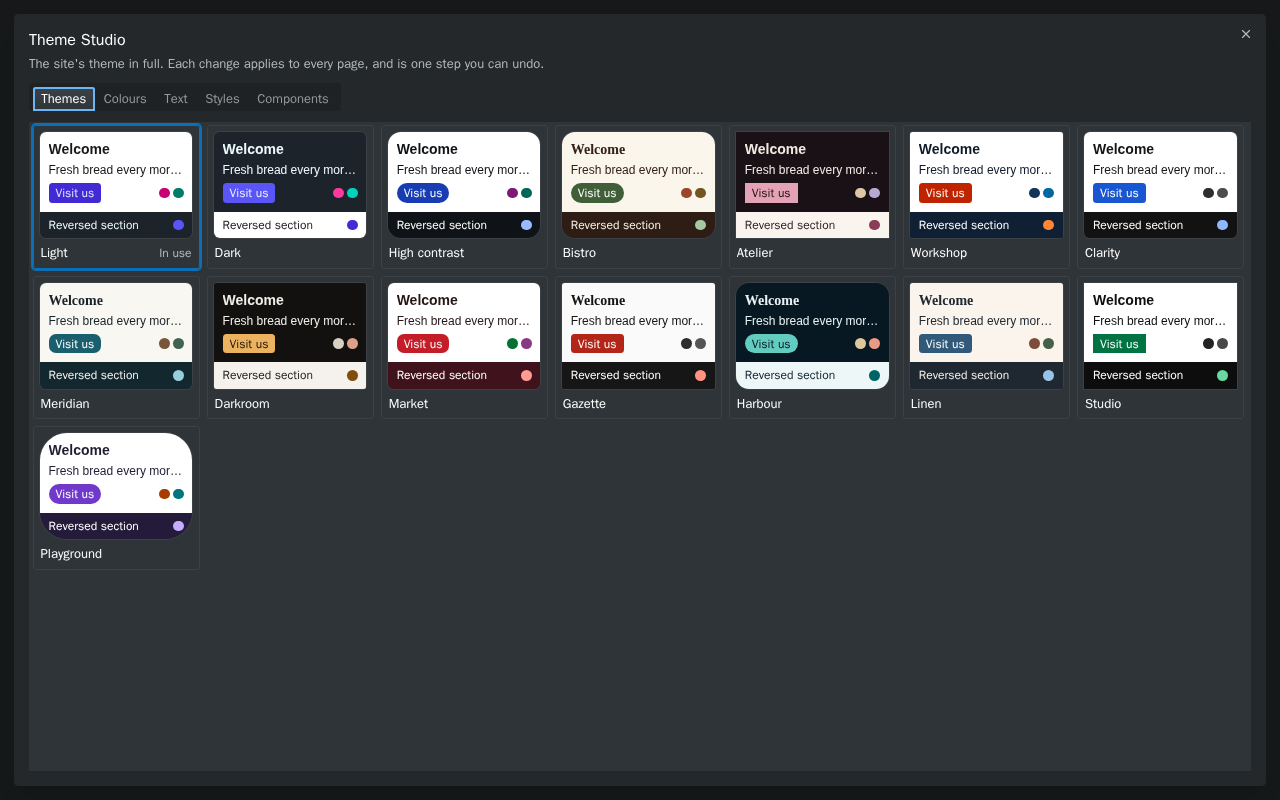 Theme Studio
The site's theme in full. Each change applies to every page, and is one step you can undo.
Themes Colours Text Styles Components
Welcome
Fresh bread every mor…
Visit us
Reversed section
Light In use
Welcome
Fresh bread every mor…
Visit us
Reversed section
Dark
Welcome
Fresh bread every mor…
Visit us
Reversed section
High contrast
Welcome
Fresh bread every mor…
Visit us
Reversed section
Bistro
Welcome
Fresh bread every mor…
Visit us
Reversed section
Atelier
Welcome
Fresh bread every mor…
Visit us
Reversed section
Workshop
Welcome
Fresh bread every mor…
Visit us
Reversed section
Clarity
Welcome
Fresh bread every mor…
Visit us
Reversed section
Meridian
Welcome
Fresh bread every mor…
Visit us
Reversed section
Darkroom
Welcome
Fresh bread every mor…
Visit us
Reversed section
Market
Welcome
Fresh bread every mor…
Visit us
Reversed section
Gazette
Welcome
Fresh bread every mor…
Visit us
Reversed section
Harbour
Welcome
Fresh bread every mor…
Visit us
Reversed section
Linen
Welcome
Fresh bread every mor…
Visit us
Reversed section
Studio
Welcome
Fresh bread every mor…
Visit us
Reversed section
Playground